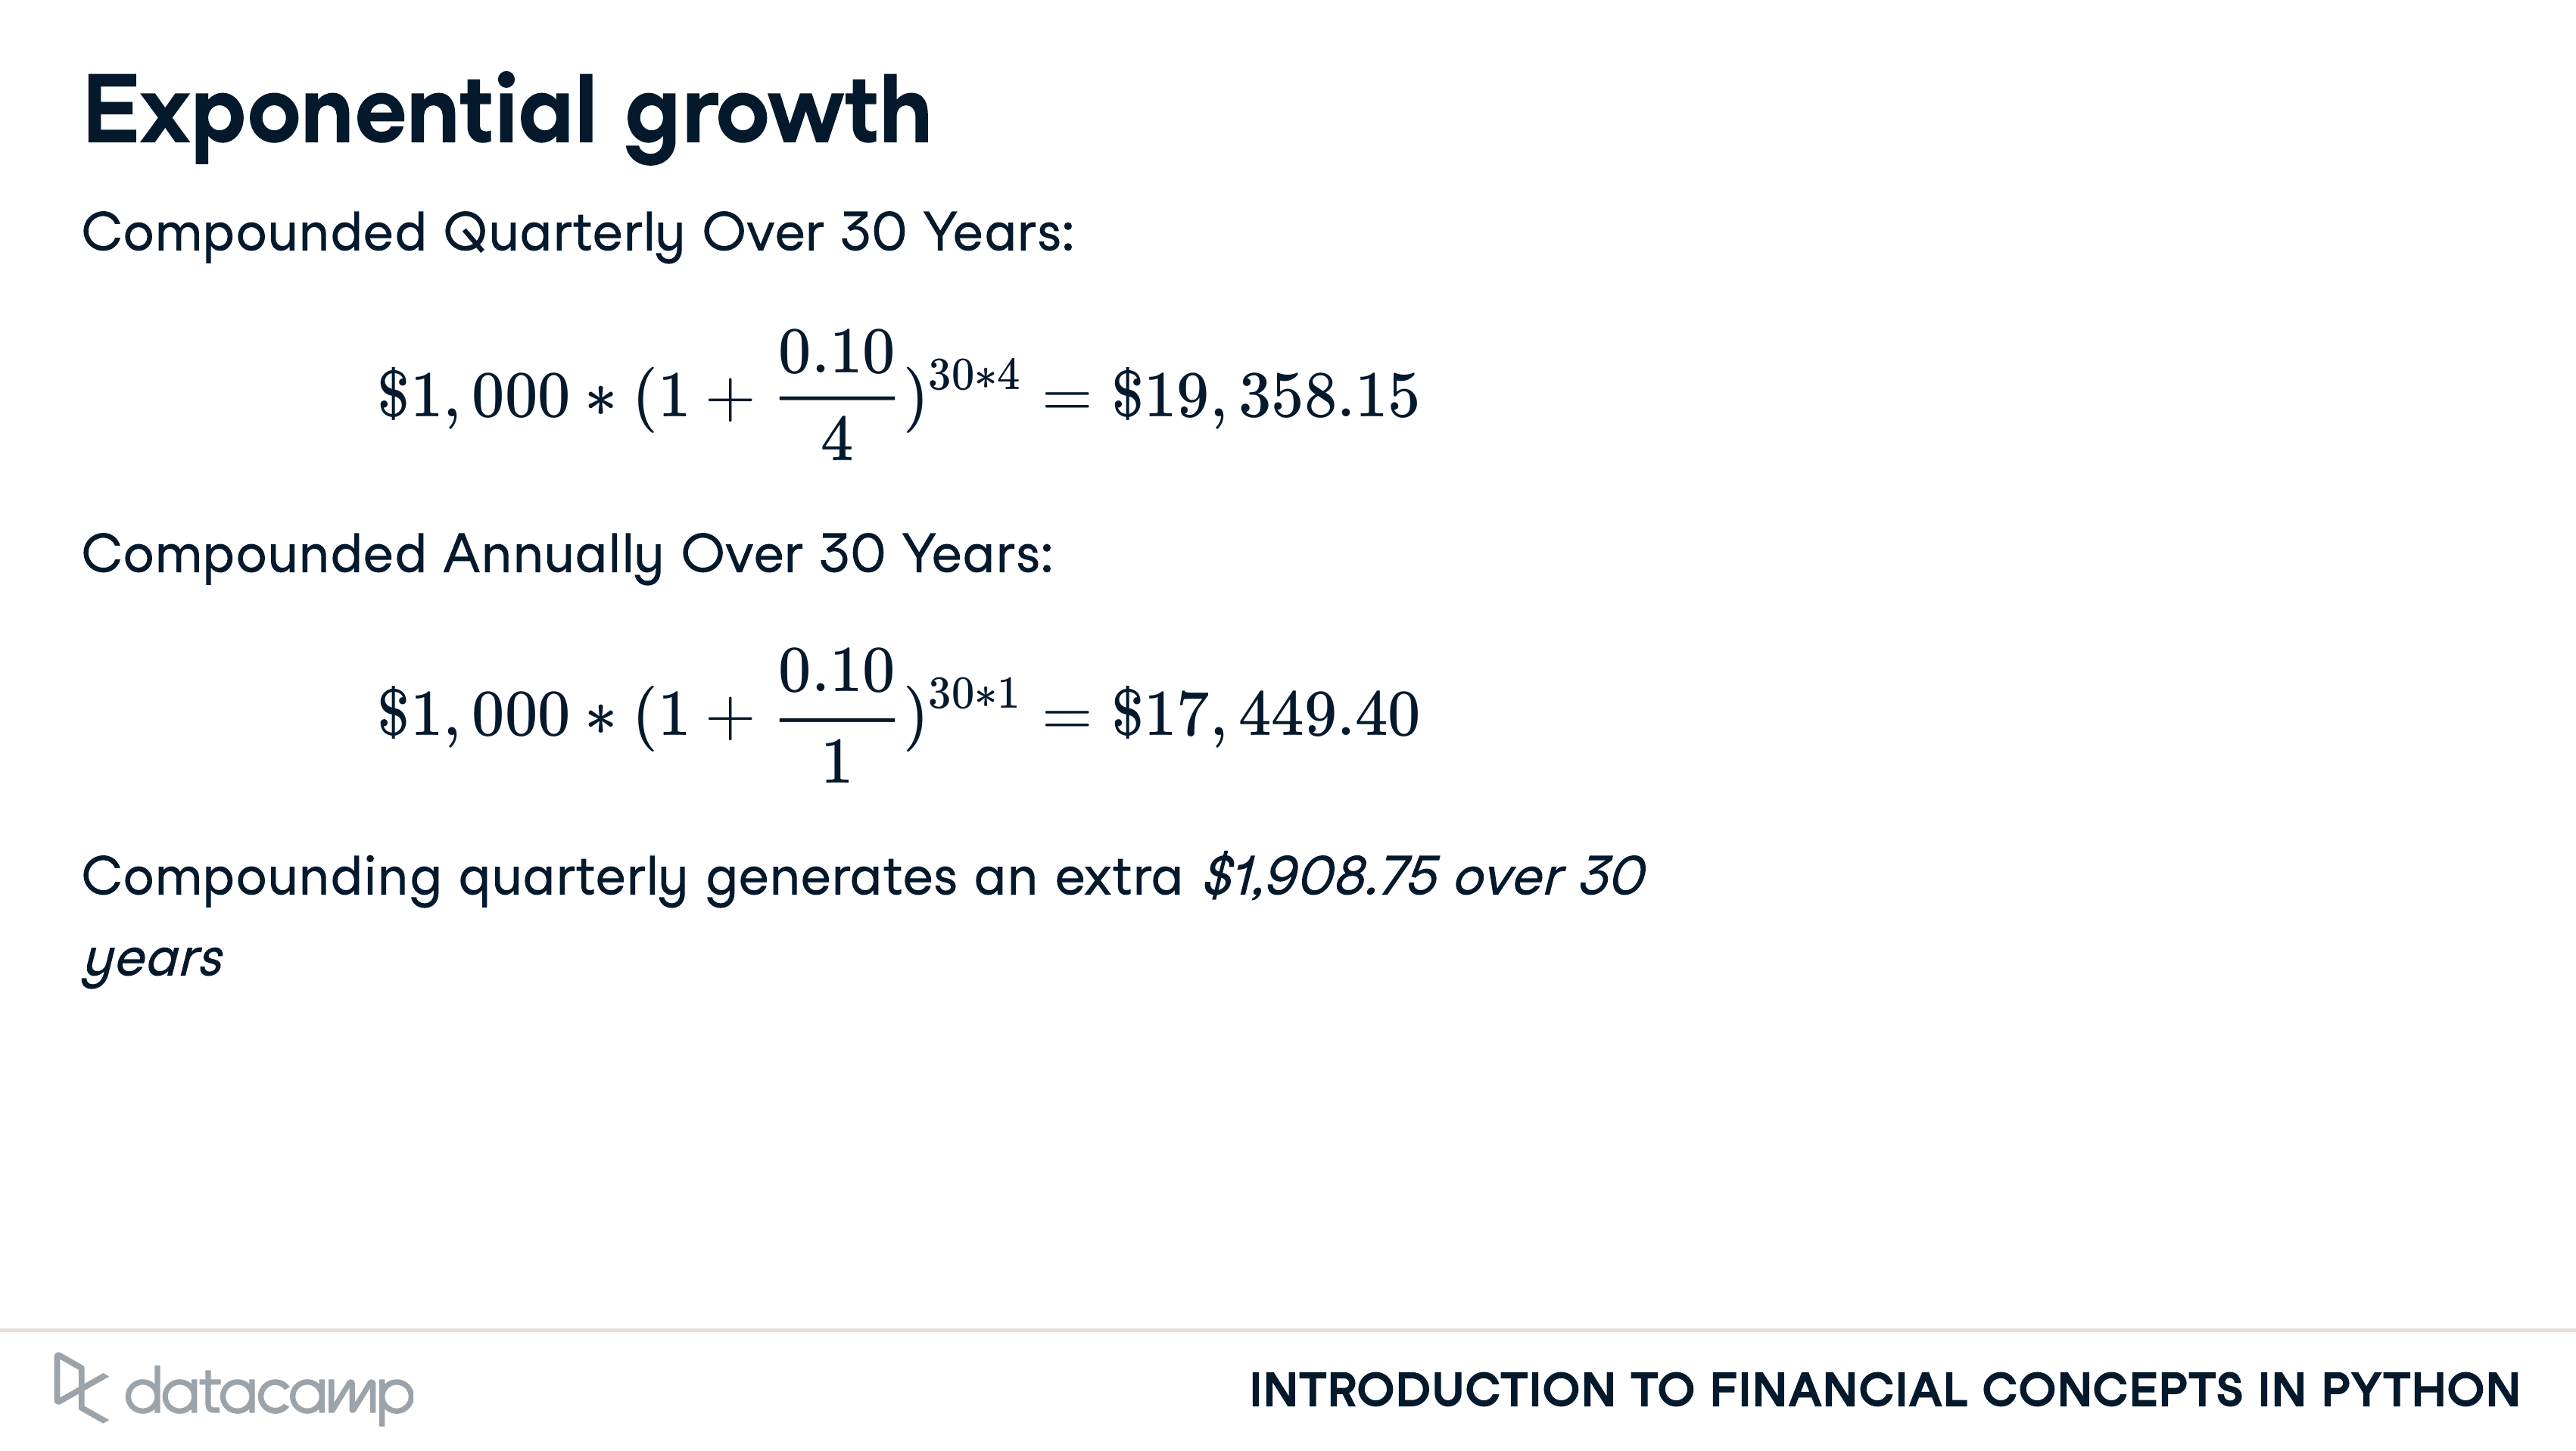 Exponential growth
Compounded Quarterly Over 30 Years:
$1,000 * (1 + \frac{0.10}{4})^{30*4} = $19,358.15
Compounded Annually Over 30 Years:
$1,000 * (1 + \frac{0.10}{1})^{30*1} = $17,449.40
Compounding quarterly generates an extra $1,908.75 over 30
years
datacamp
INTRODUCTION TO FINANCIAL CONCEPTS IN PYTHON